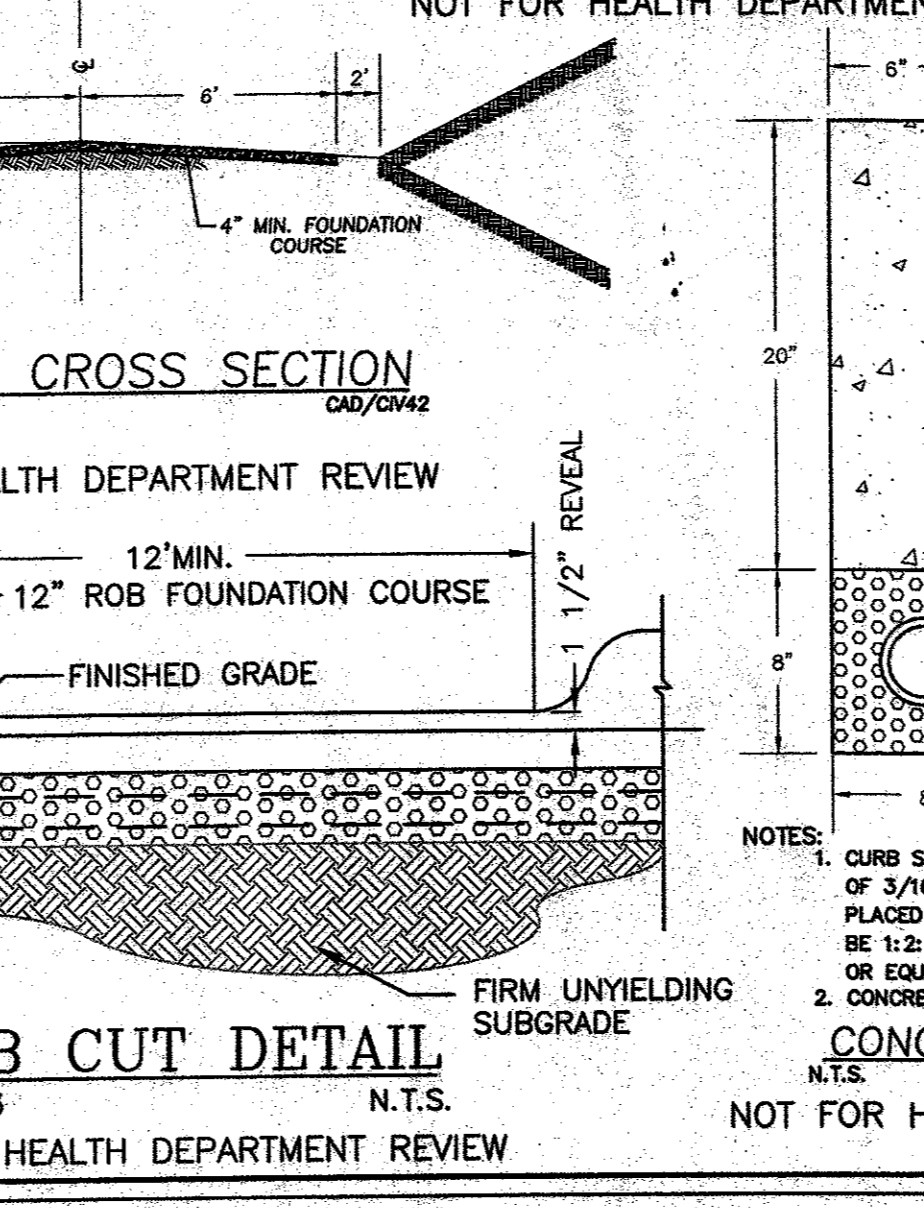 NOT FOR HEALTH DEPARTMEN
℄
6'
2'
4" MIN. FOUNDATION
COURSE
CROSS SECTION
CAD/CIV42
LTH DEPARTMENT REVIEW
12'MIN.
12" ROB FOUNDATION COURSE
1 1/2" REVEAL
FINISHED GRADE
FIRM UNYIELDING
SUBGRADE
B CUT DETAIL
N.T.S.
HEALTH DEPARTMENT REVIEW
6"
20"
8"
8
NOTES:
1. CURB S
OF 3/1
PLACED
BE 1:2:
OR EQU
2. CONCRE
CONC
N.T.S.
NOT FOR H